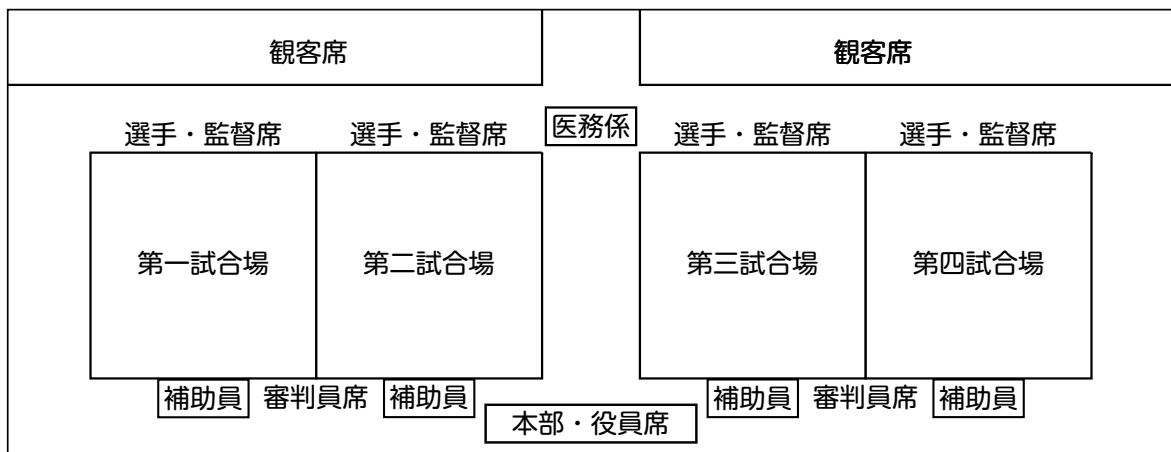 観客席
観客席
選手・監督席
選手・監督席
医務係
選手・監督席
選手・監督席
第一試合場
第二試合場
第三試合場
第四試合場
補助員
審判員席
補助員
補助員
審判員席
補助員
本部・役員席